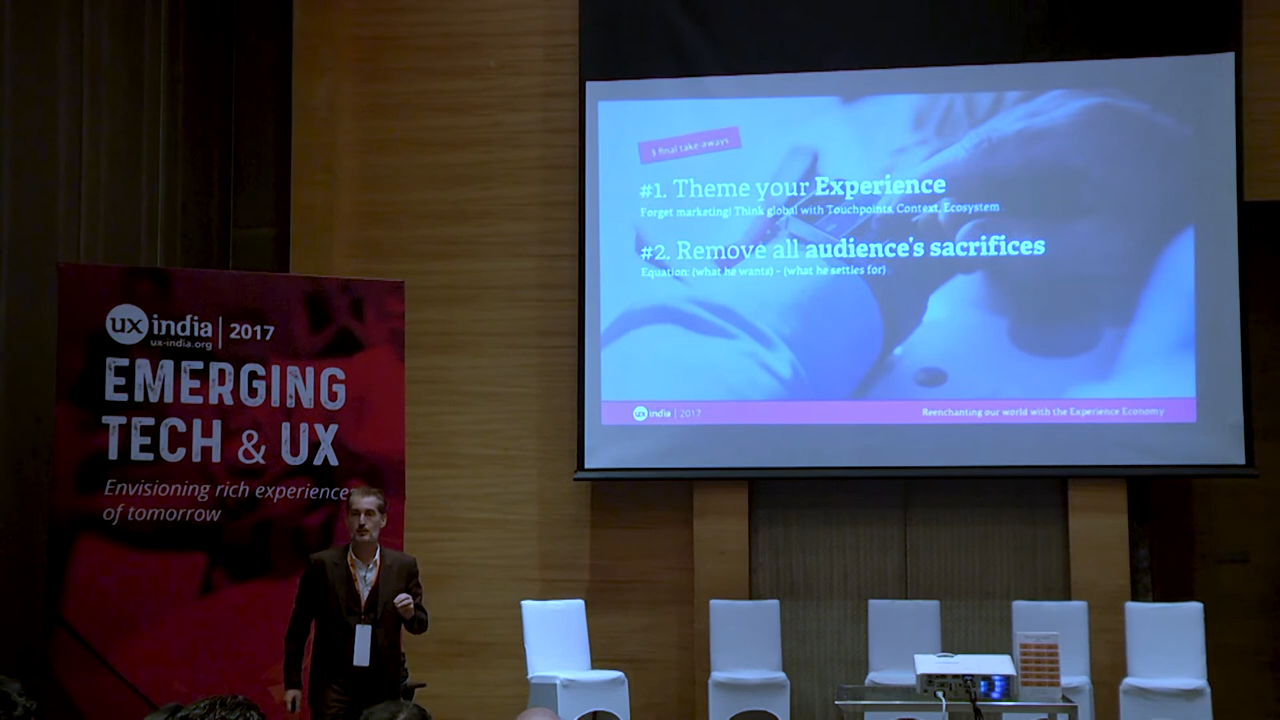 ux india | 2017
ux-india.org
EMERGING
TECH & UX
Envisioning rich experience
of tomorrow
3 final take-aways
#1. Theme your Experience
Forget marketing! Think global with Touchpoints, Context, Ecosystem
#2. Remove all audience's sacrifices
Equation: (what he wants) - (what he settles for)
ux india | 2017
Reenchanting our world with the Experience Economy